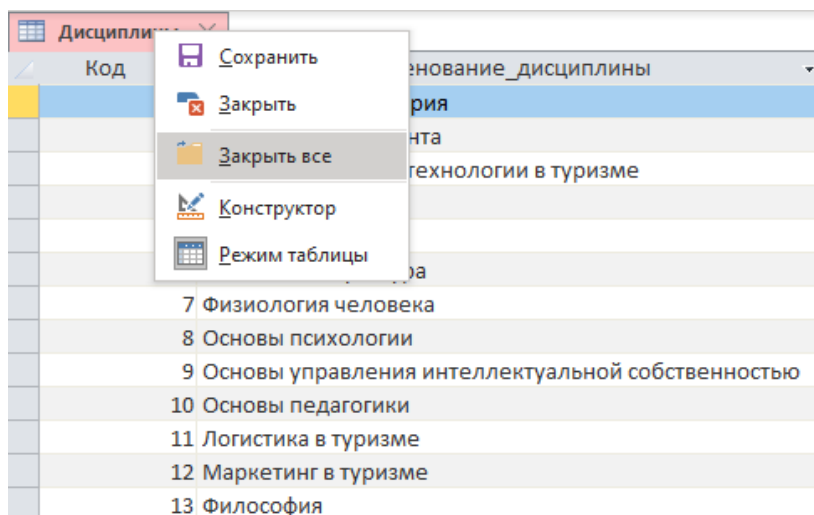 Дисциплины
Код
енование_дисциплины
Сохранить
Закрыть
Закрыть все
Конструктор
Режим таблицы
рия
нта
технологии в туризме
ра
7 Физиология человека
8 Основы психологии
9 Основы управления интеллектуальной собственностью
10 Основы педагогики
11 Логистика в туризме
12 Маркетинг в туризме
13 Философия